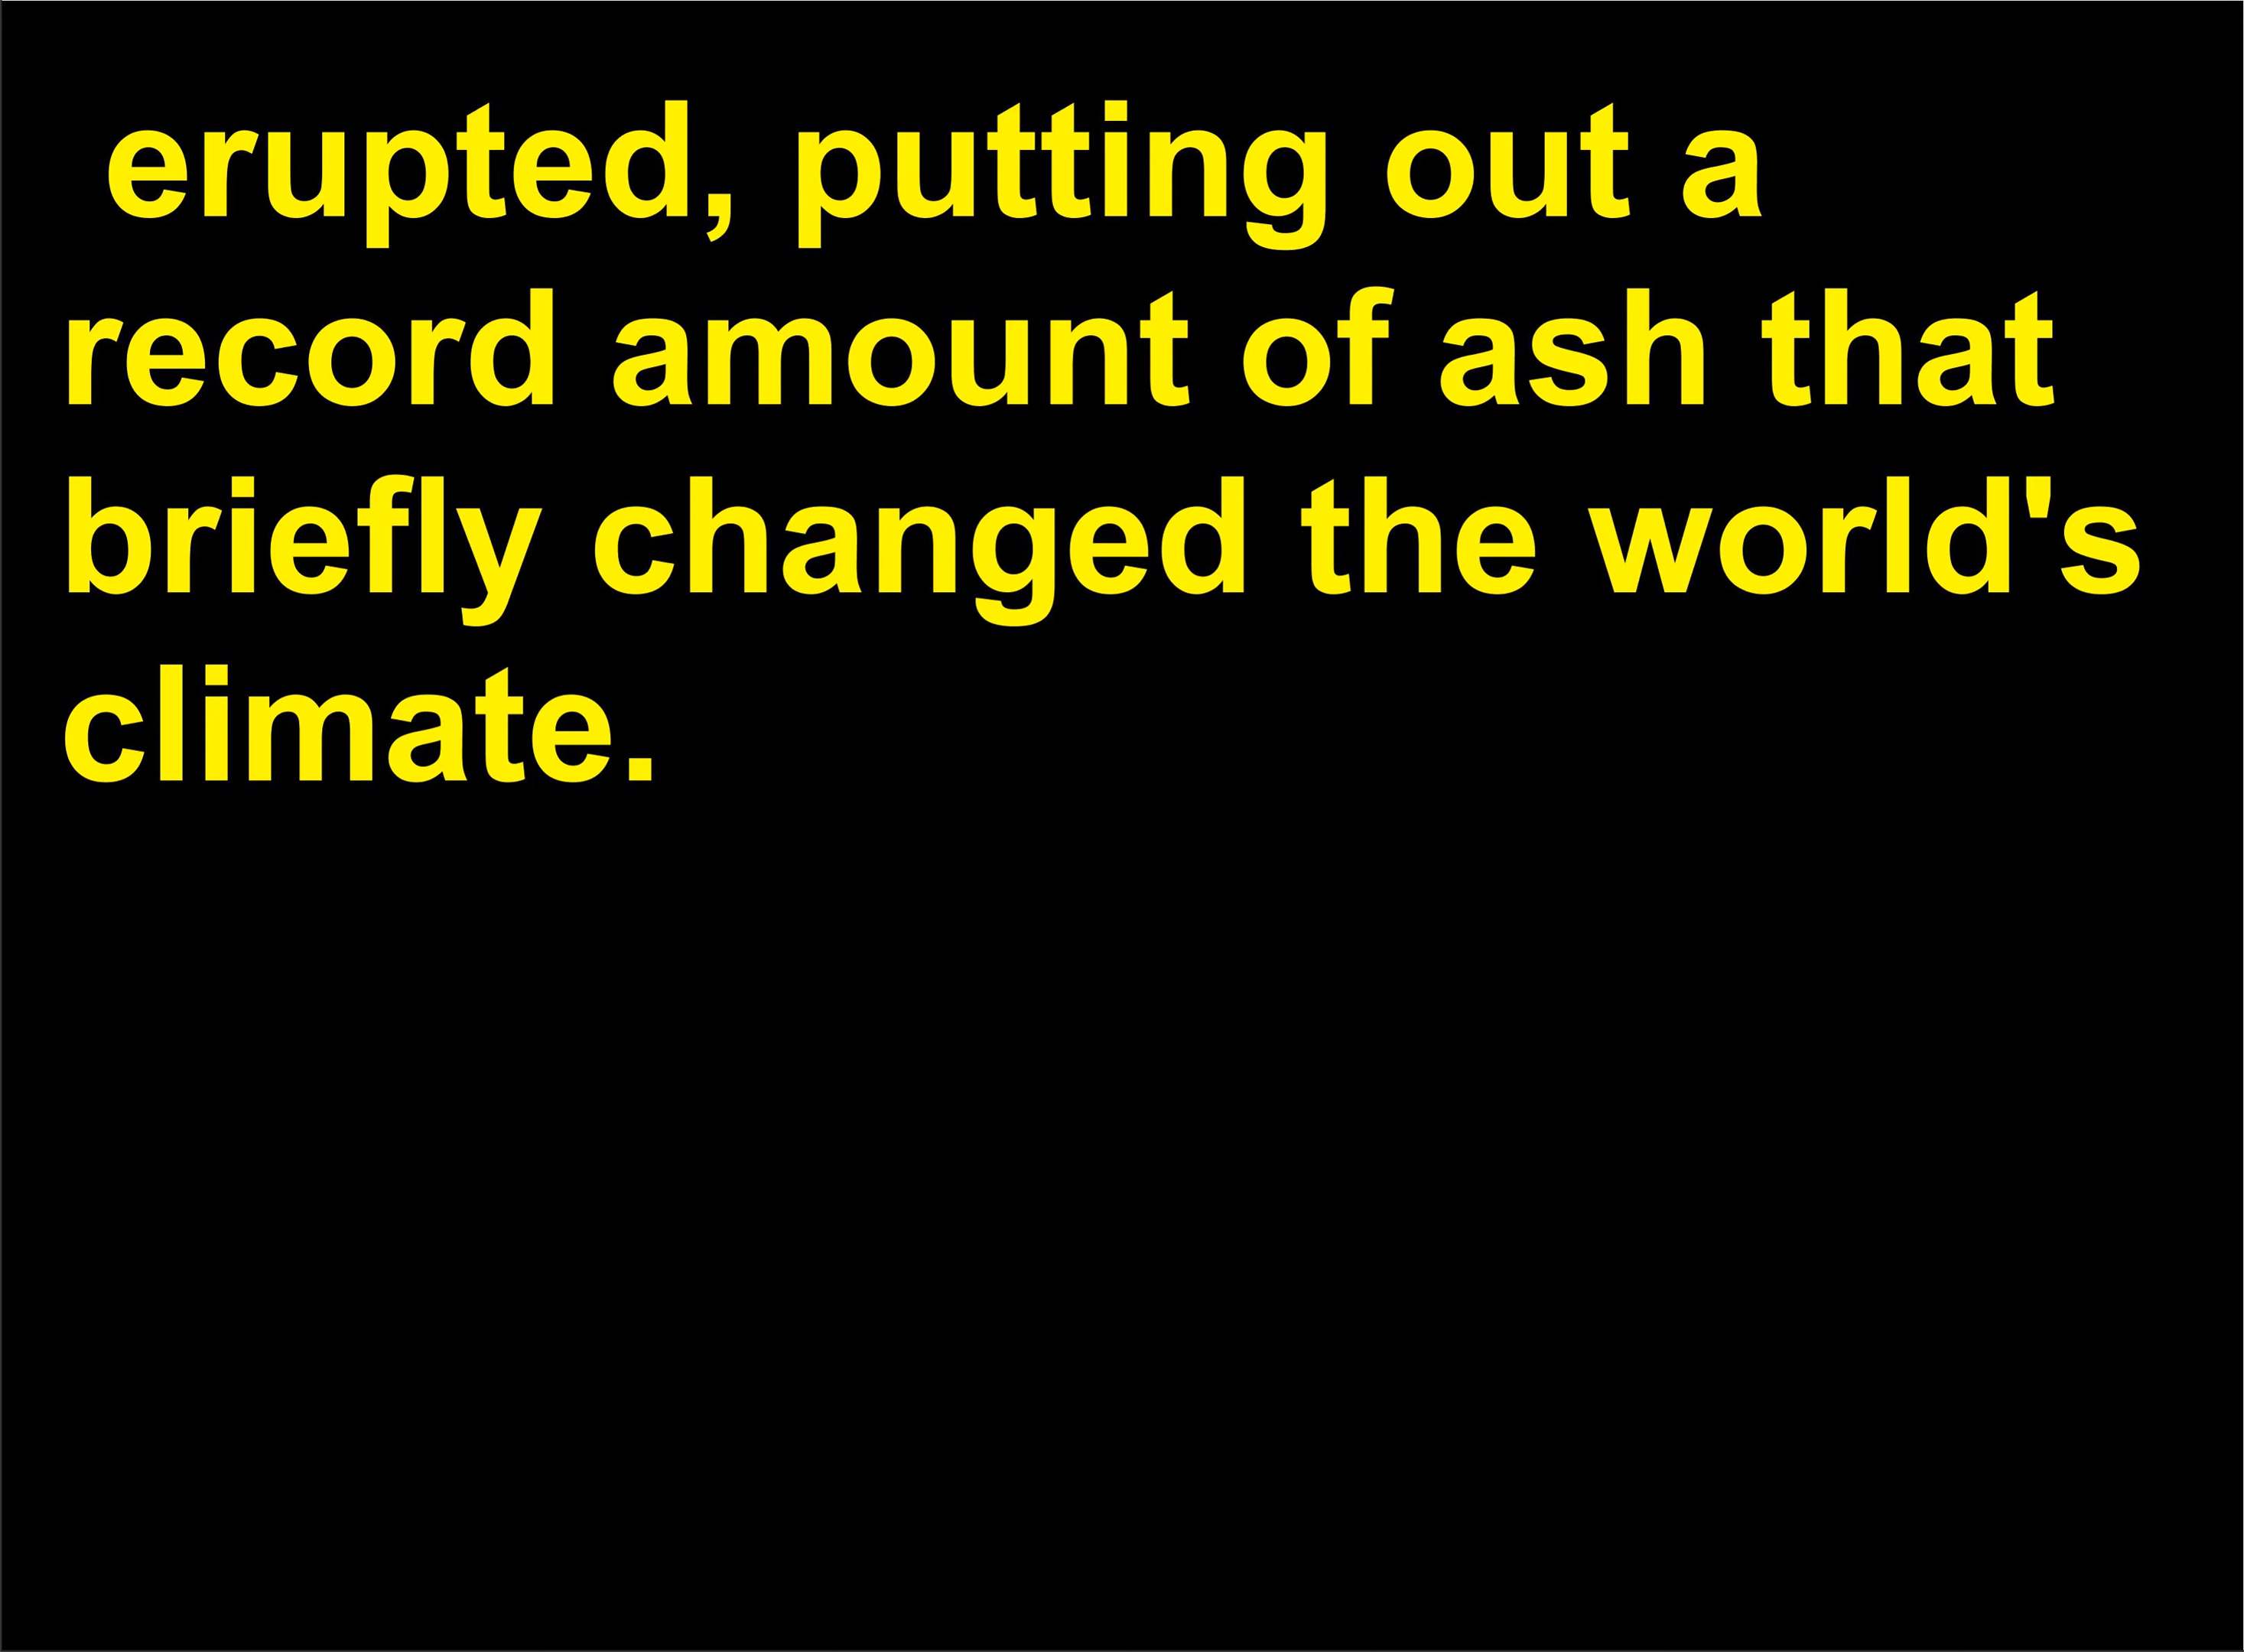 erupted, putting out a
record amount of ash that
briefly changed the world's
climate.